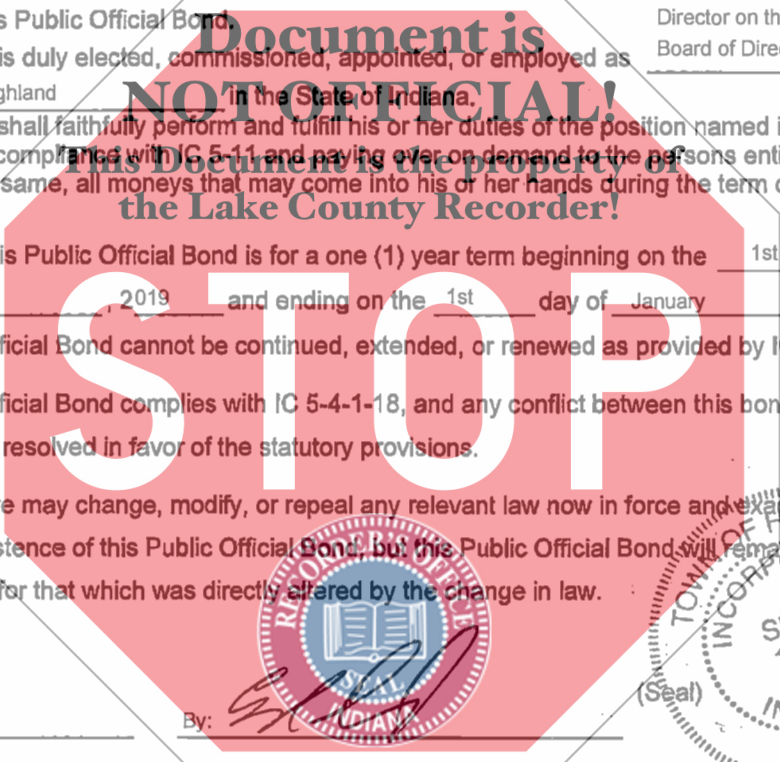 s Public Official Bond.
Director on th
is duly elected, commissioned, appointed, or employed as
Board of Dire
ghland in the State of Indiana.
shall faithfully perform and fulfill his or her duties of the position named i
compliance with IC 5-11 and paying over on demand to the persons enti
same, all moneys that may come into his or her hands during the term o
Document is
NOT OFFICIAL!
This Document is the property of
the Lake County Recorder!
is Public Official Bond is for a one (1) year term beginning on the 1st
, 2019 and ending on the 1st day of January
STOP
ficial Bond cannot be continued, extended, or renewed as provided by I
ficial Bond complies with IC 5-4-1-18, and any conflict between this bon
resolved in favor of the statutory provisions.
e may change, modify, or repeal any relevant law now in force and exa
stence of this Public Official Bond, but this Public Official Bond will rema
for that which was directly altered by the change in law.
RECORDER'S OFFICE
SEAL
INDIANA
TOWN OF
INCORP
(Seal)
By: